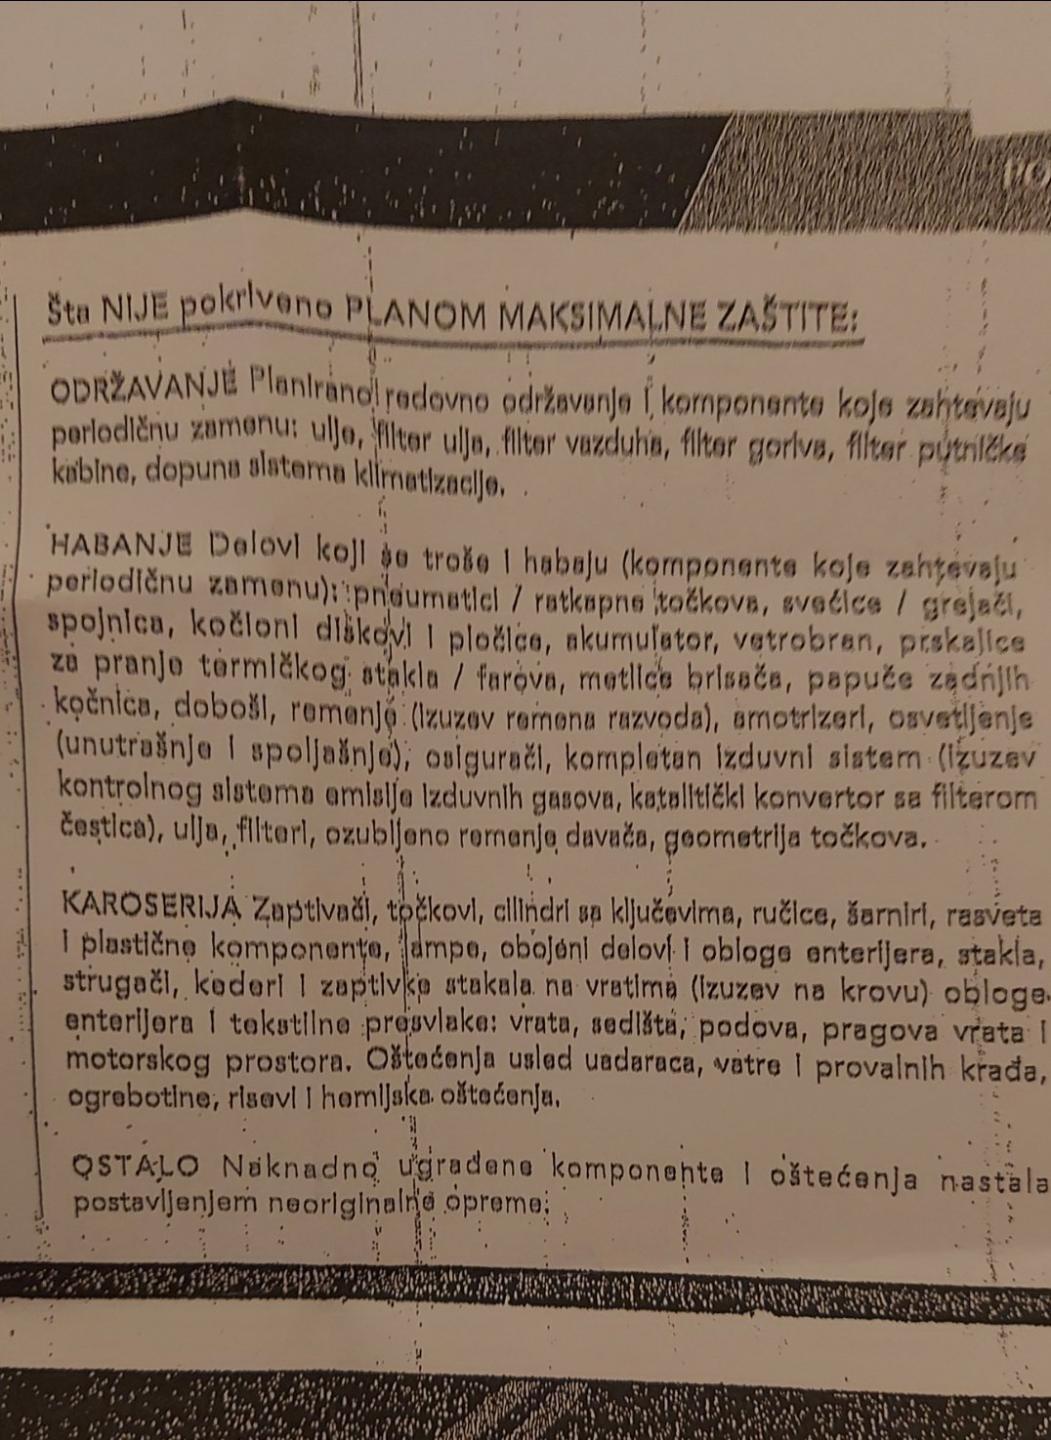 Šta NIJE pokriveno PLANOM MAKSIMALNE ZAŠTITE:
ODRŽAVANJE Planirano redovno održavanje i komponente koje zahtevaju
periodičnu zamenu: ulje, filter ulja, filter vazduha, filter goriva, filter putničke
kabine, dopuna sistema klimatizacije.
HABANJE Delovi koji se troše i habaju (komponente koje zahtevaju
periodičnu zamenu): pneumatici / ratkapne točkova, svećice / grejači,
spojnica, kočioni diskovi i pločice, akumulator, vetrobran, prskalice
za pranje termičkog stakla / farova, metlice brisača, papuče zadnjih
kočnica, doboši, remenje (izuzev remena razvoda), amotrizeri, osvetljenje
(unutrašnje i spoljašnje), osigurači, kompletan izduvni sistem (izuzev
kontrolnog sistema emisije izduvnih gasova, katalitički konvertor sa filterom
čestica), ulja, filteri, ozubljeno remenje davača, geometrija točkova.
KAROSERIJA Zaptivači, točkovi, cilindri sa ključevima, ručice, šarniri, rasveta
i plastične komponente, lampe, obojeni delovi i obloge enterijera, stakla,
strugači, kederi i zaptivke stakala na vratima (izuzev na krovu) obloge
enterijera i tekstilne presvlake: vrata, sedišta, podova, pragova vrata i
motorskog prostora. Oštećenja usled uadaraca, vatre i provalnih krađa,
ogrebotine, risevi i hemijska oštećenja.
OSTALO Naknadno ugrađene komponente i oštećenja nastala
postavljenjem neoriginalne opreme.